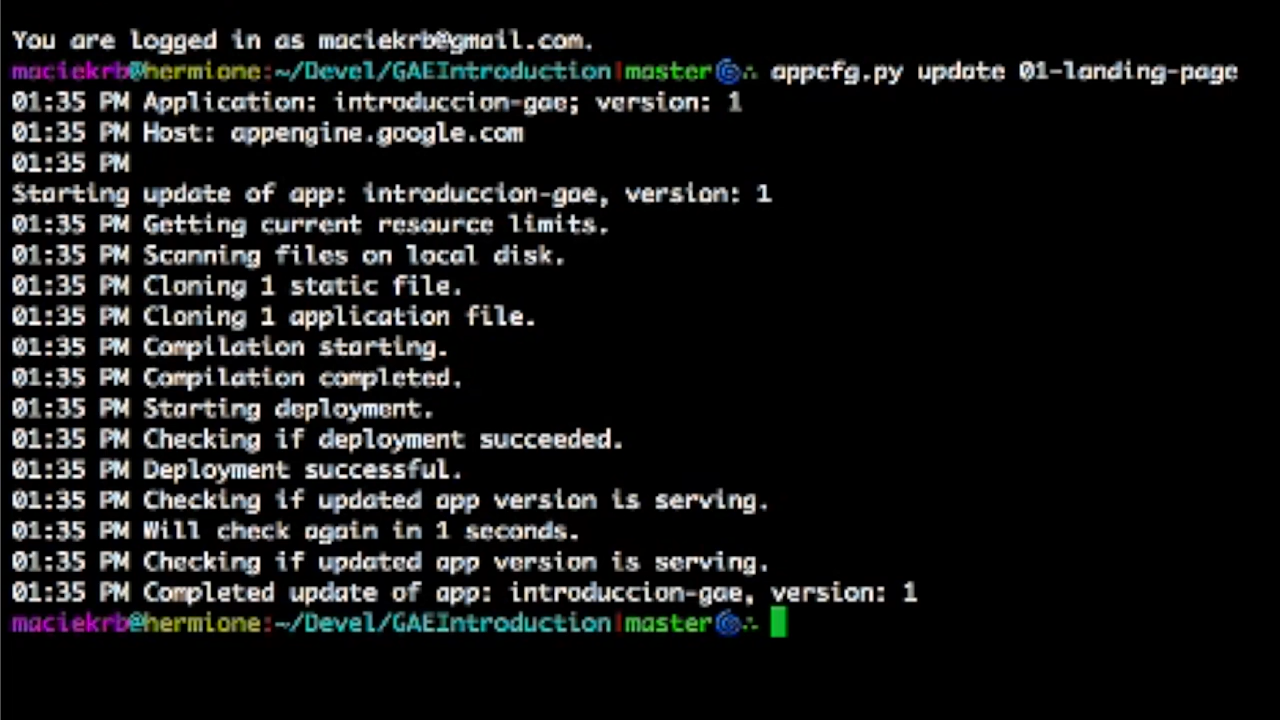 You are logged in as maciekrb@gmail.com.
maciekrb@hermione:~/Devel/GAEIntroduction|master🌀∴ appcfg.py update 01-landing-page
01:35 PM Application: introduccion-gae; version: 1
01:35 PM Host: appengine.google.com
01:35 PM
Starting update of app: introduccion-gae, version: 1
01:35 PM Getting current resource limits.
01:35 PM Scanning files on local disk.
01:35 PM Cloning 1 static file.
01:35 PM Cloning 1 application file.
01:35 PM Compilation starting.
01:35 PM Compilation completed.
01:35 PM Starting deployment.
01:35 PM Checking if deployment succeeded.
01:35 PM Deployment successful.
01:35 PM Checking if updated app version is serving.
01:35 PM Will check again in 1 seconds.
01:35 PM Checking if updated app version is serving.
01:35 PM Completed update of app: introduccion-gae, version: 1
maciekrb@hermione:~/Devel/GAEIntroduction|master🌀∴